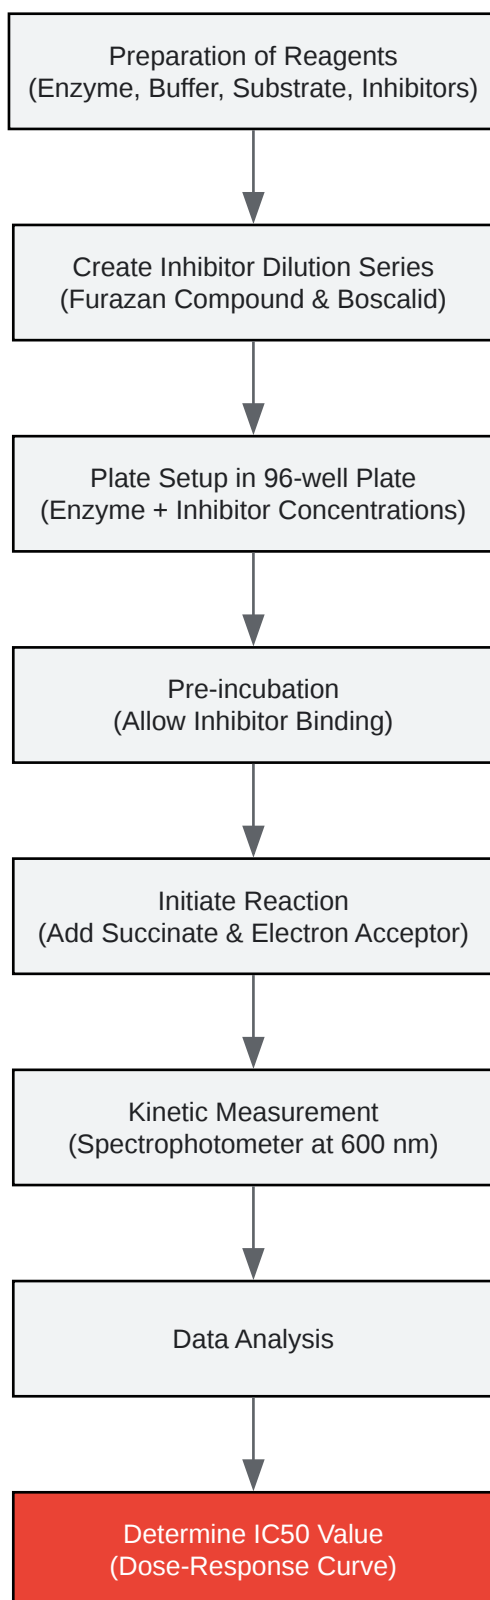 Preparation of Reagents
(Enzyme, Buffer, Substrate, Inhibitors)
Create Inhibitor Dilution Series
(Furazan Compound & Boscalid)
Plate Setup in 96-well Plate
(Enzyme + Inhibitor Concentrations)
Pre-incubation
(Allow Inhibitor Binding)
Initiate Reaction
(Add Succinate & Electron Acceptor)
Kinetic Measurement
(Spectrophotometer at 600 nm)
Data Analysis
Determine IC50 Value
(Dose-Response Curve)